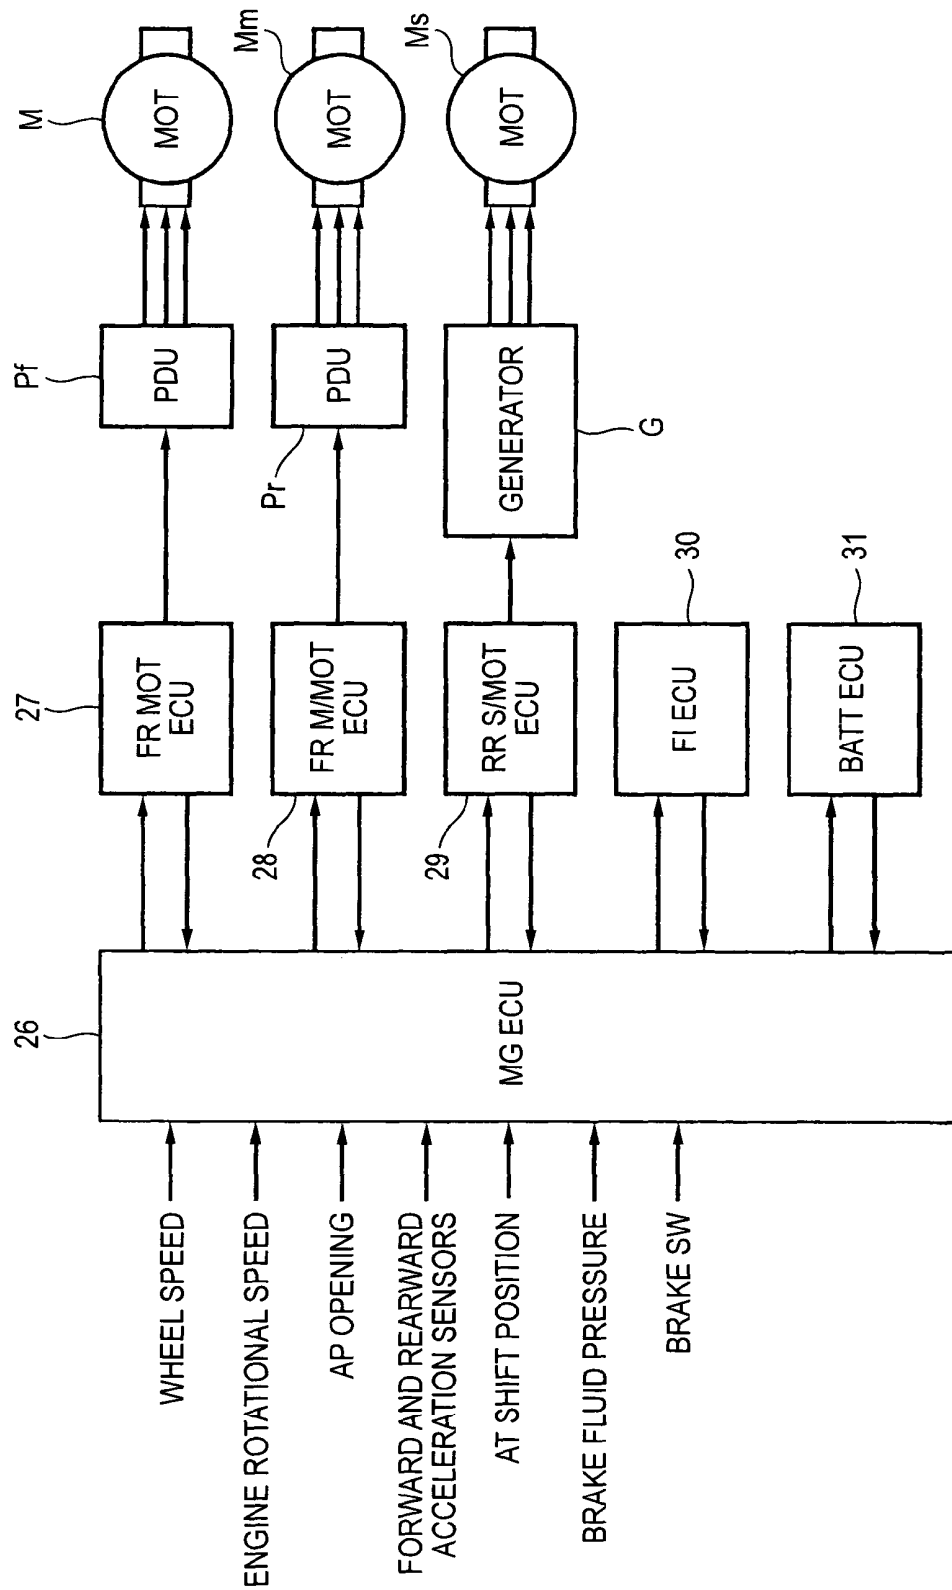 WHEEL SPEED
ENGINE ROTATIONAL SPEED
AP OPENING
FORWARD AND REARWARD
ACCELERATION SENSORS
AT SHIFT POSITION
BRAKE FLUID PRESSURE
BRAKE SW
26
MG ECU
27
FR MOT
ECU
28
FR M/MOT
ECU
29
RR S/MOT
ECU
30
FI ECU
31
BATT ECU
Pf
PDU
Pr
PDU
G
GENERATOR
M
MOT
Mm
MOT
Ms
MOT